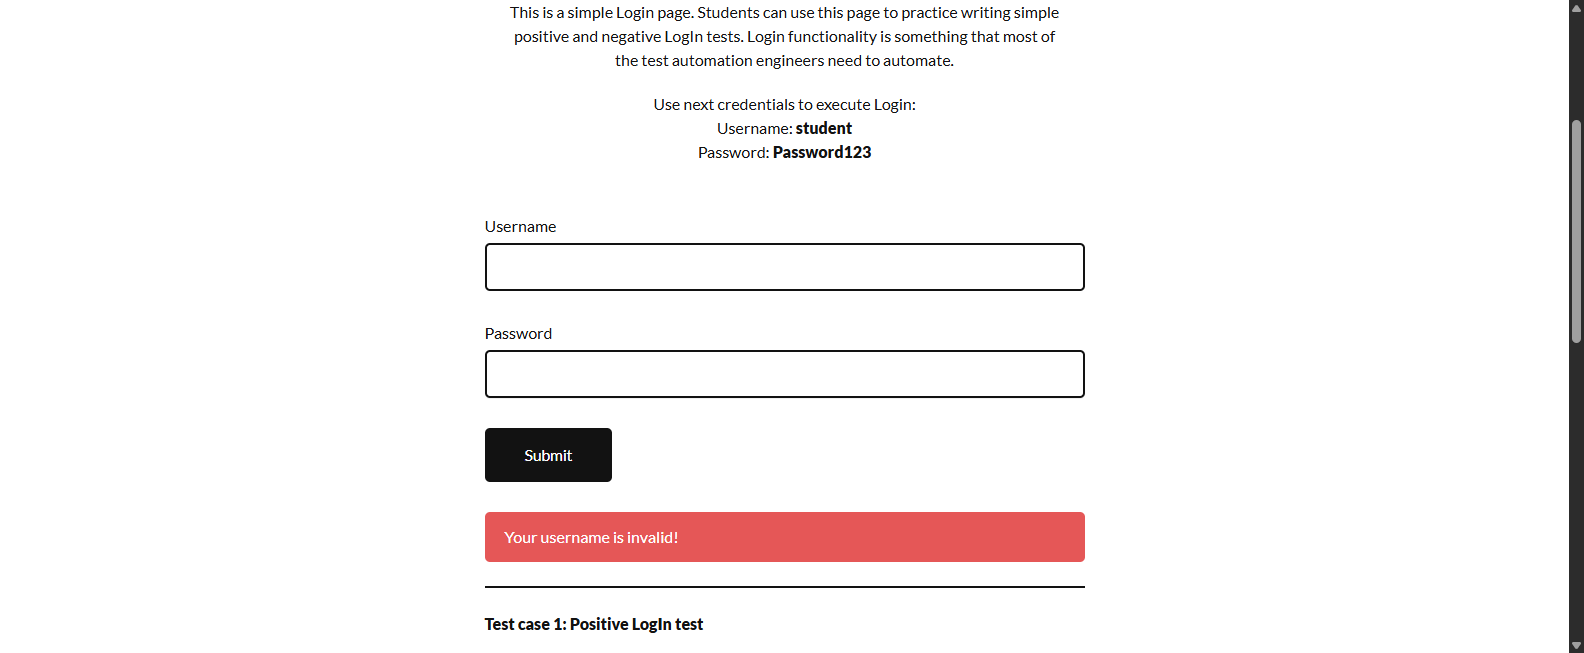 This is a simple Login page. Students can use this page to practice writing simple
positive and negative LogIn tests. Login functionality is something that most of
the test automation engineers need to automate.
Use next credentials to execute Login:
Username: student
Password: Password123
Username
Password
Submit
Your username is invalid!
Test case 1: Positive LogIn test